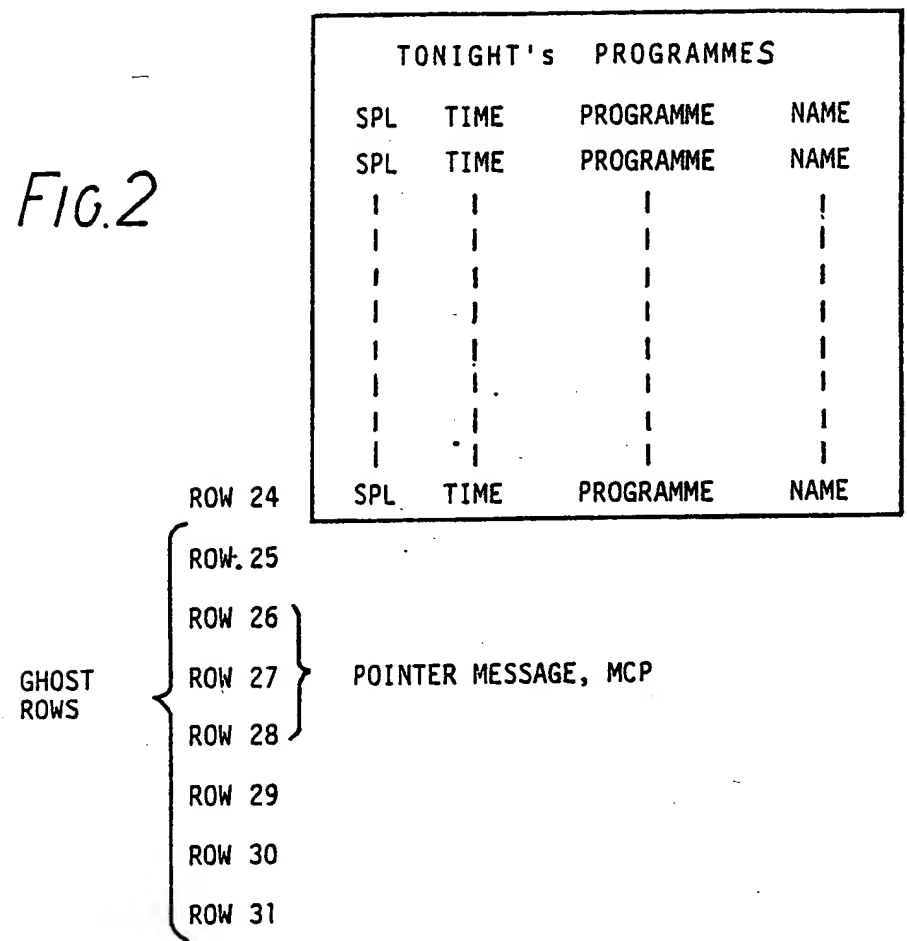 TONIGHT's PROGRAMMES
SPL TIME PROGRAMME NAME
SPL TIME PROGRAMME NAME
FIG.2
ROW 24 SPL TIME PROGRAMME NAME
ROW. 25
ROW 26
GHOST ROWS ROW 27 POINTER MESSAGE, MCP
ROW 28
ROW 29
ROW 30
ROW 31